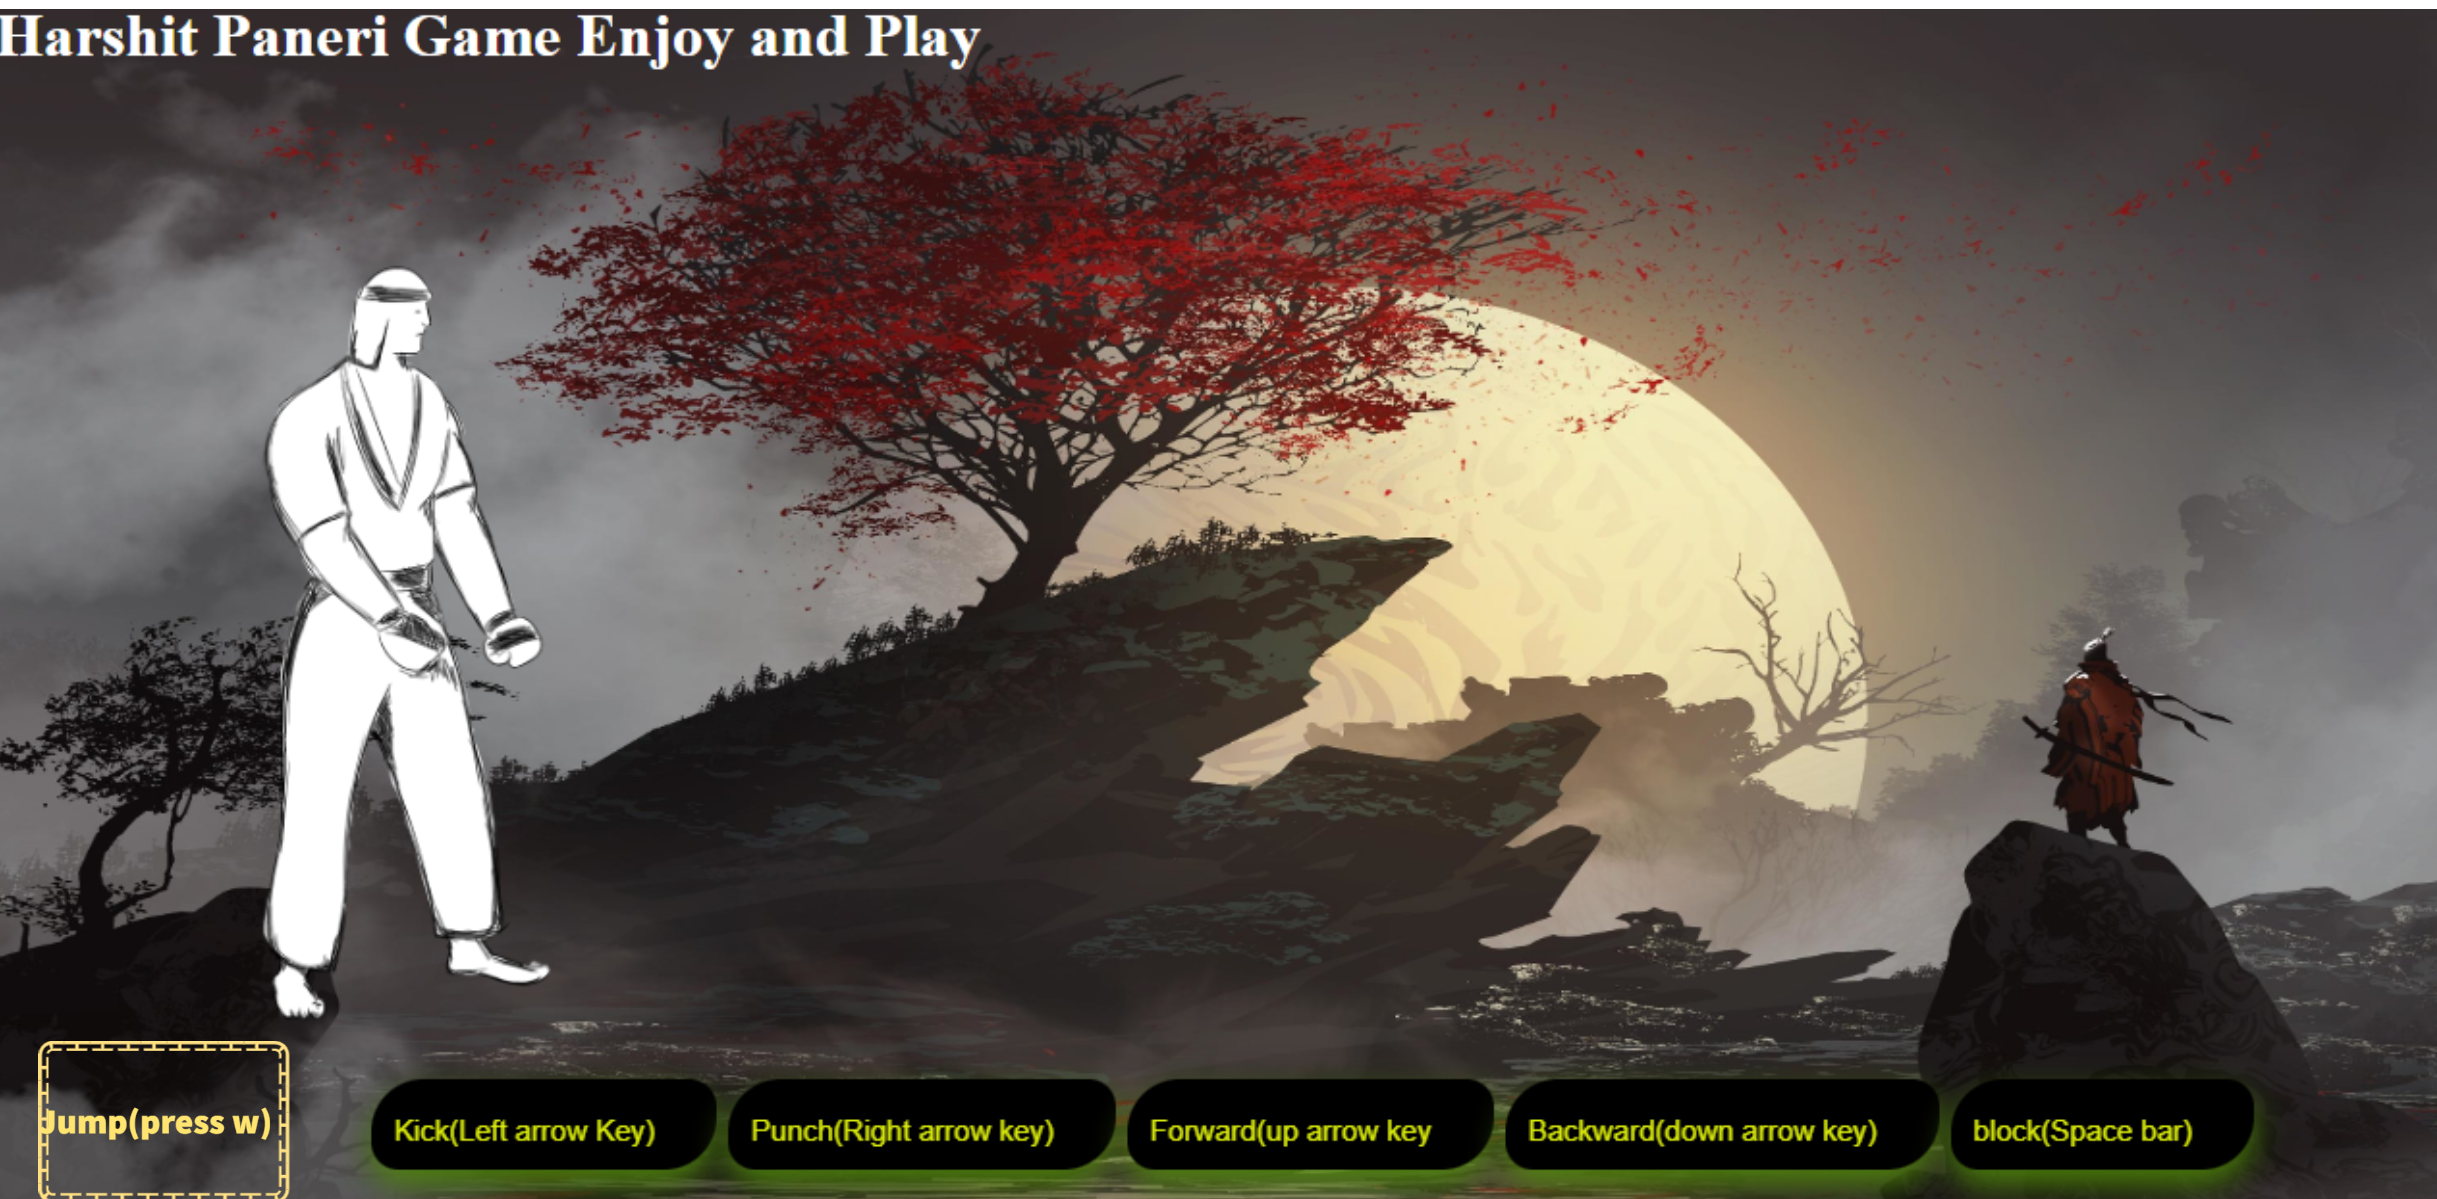 Harshit Paneri Game Enjoy and Play
Jump(press w)
Kick(Left arrow Key)
Punch(Right arrow key)
Forward(up arrow key
Backward(down arrow key)
block(Space bar)